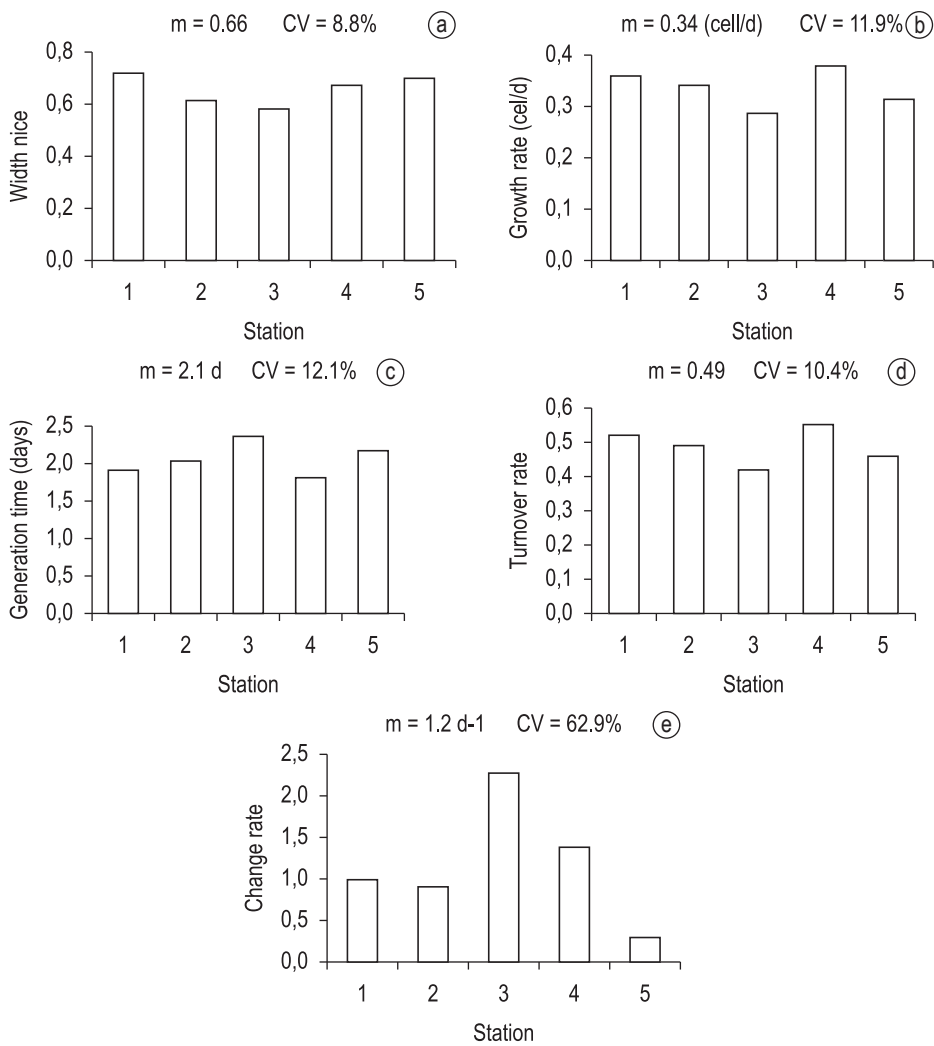 m = 0.66 CV = 8.8% a
0,8
0,6
0,4
0,2
0,0
Width nice
1 2 3 4 5
Station
m = 0.34 (cell/d) CV = 11.9% b
0,4
0,3
0,2
0,1
0,0
Growth rate (cel/d)
1 2 3 4 5
Station
m = 2.1 d CV = 12.1% c
2,5
2,0
1,5
1,0
0,5
0,0
Generation time (days)
1 2 3 4 5
Station
m = 0.49 CV = 10.4% d
0,6
0,5
0,4
0,3
0,2
0,1
0,0
Turnover rate
1 2 3 4 5
Station
m = 1.2 d-1 CV = 62.9% e
2,5
2,0
1,5
1,0
0,5
0,0
Change rate
1 2 3 4 5
Station